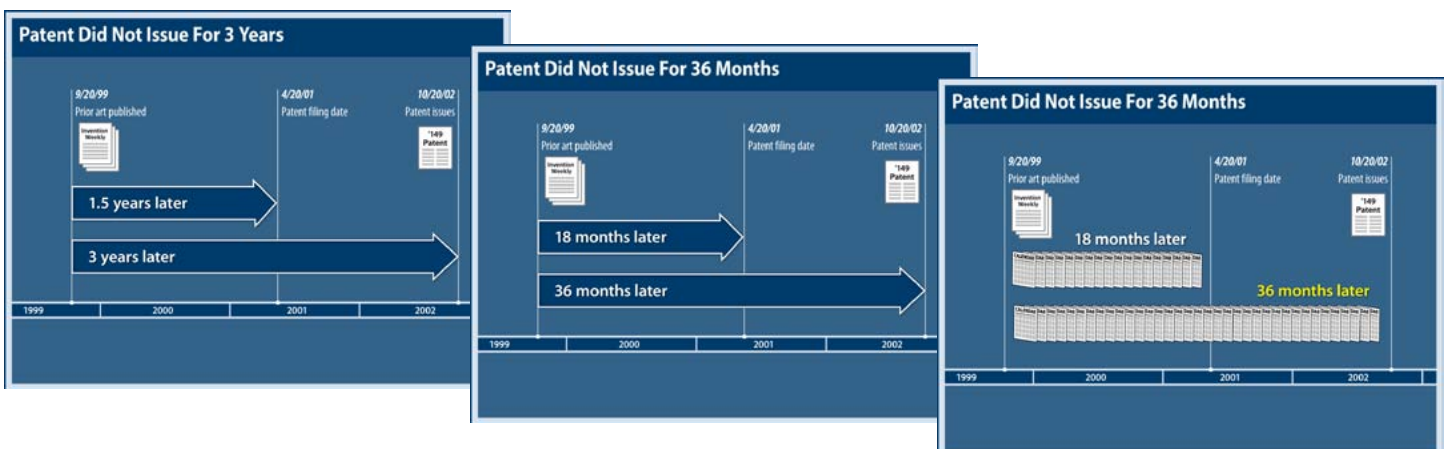 Patent Did Not Issue For 3 Years
9/20/99
Prior art published
Invention
Weekly
4/20/01
Patent filing date
10/20/02
Patent issues
'149
Patent
1.5 years later
3 years later
1999 2000 2001 2002
Patent Did Not Issue For 36 Months
9/20/99
Prior art published
Invention
Weekly
4/20/01
Patent filing date
10/20/02
Patent issues
'149
Patent
18 months later
36 months later
1999 2000 2001 2002
Patent Did Not Issue For 36 Months
9/20/99
Prior art published
Invention
Weekly
4/20/01
Patent filing date
10/20/02
Patent issues
'149
Patent
18 months later
36 months later
1999 2000 2001 2002